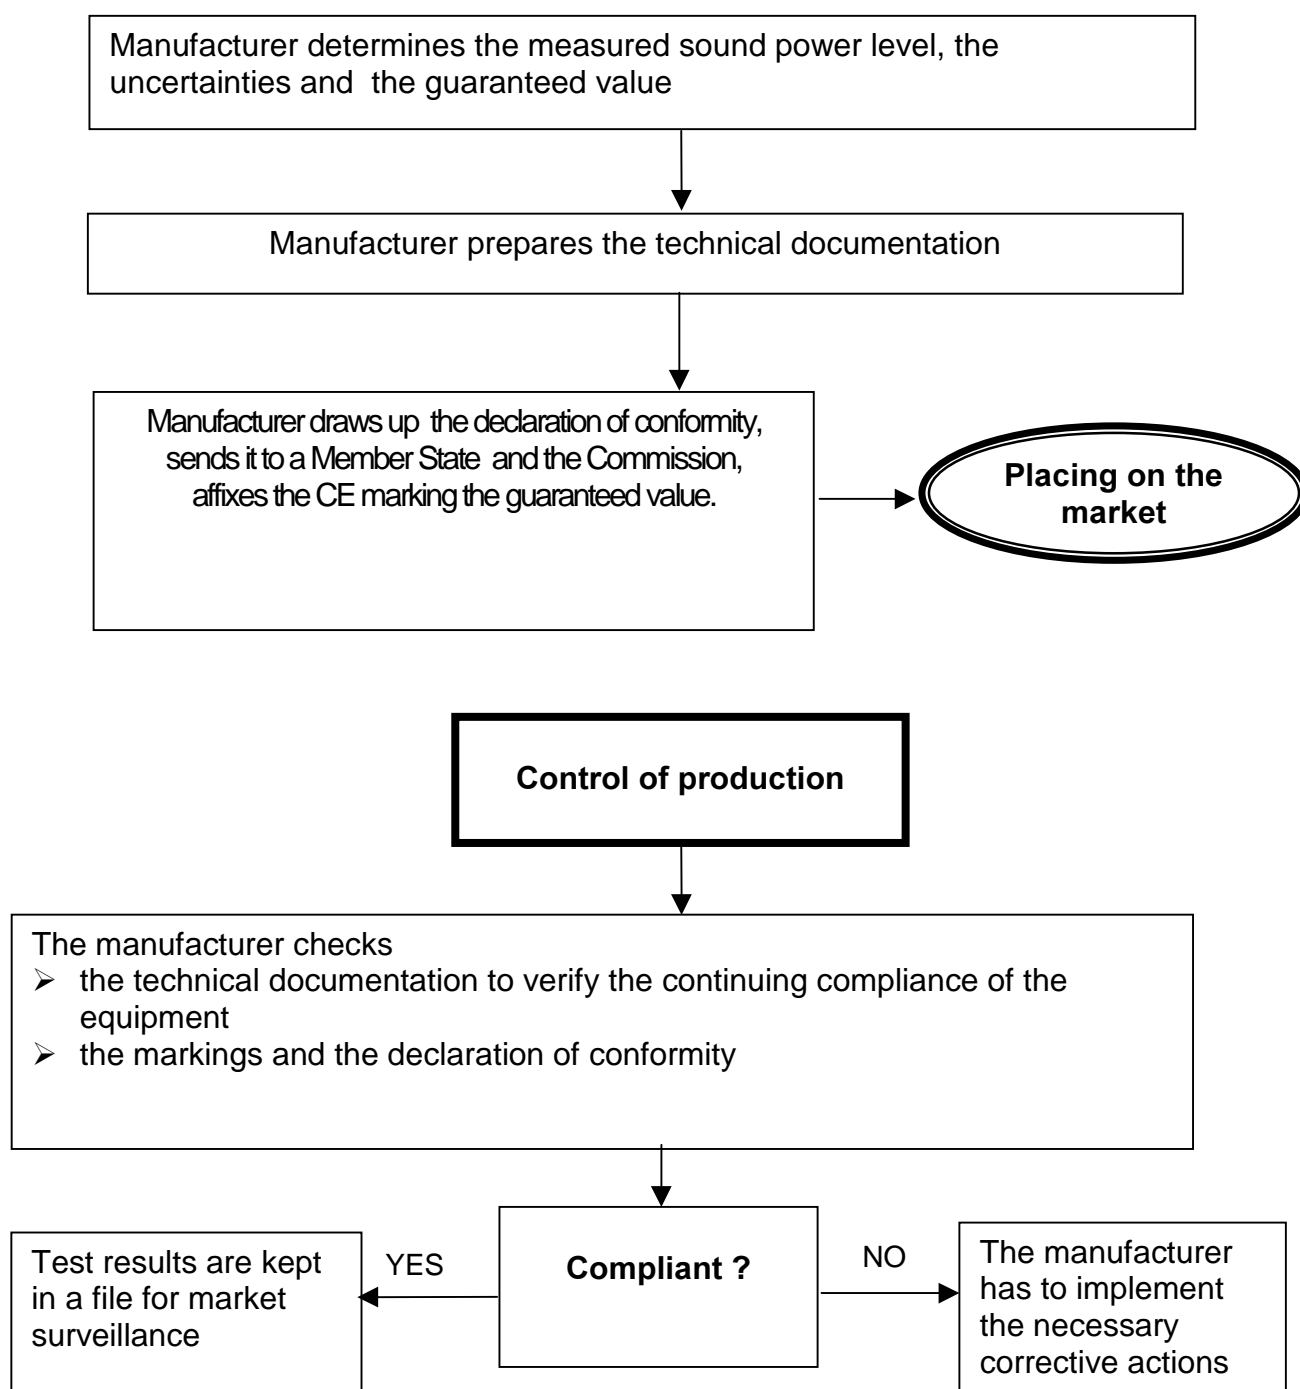 Manufacturer determines the measured sound power level, the
uncertainties and  the guaranteed value
Manufacturer prepares the technical documentation
Manufacturer draws up  the declaration of conformity,
sends it to a Member State  and the Commission,
affixes the CE marking the guaranteed value.
Placing on the
market
Control of production
The manufacturer checks
➢ the technical documentation to verify the continuing compliance of the
equipment
➢ the markings and the declaration of conformity
Test results are kept
in a file for market
surveillance
YES
Compliant ?
NO
The manufacturer
has to implement
the necessary
corrective actions